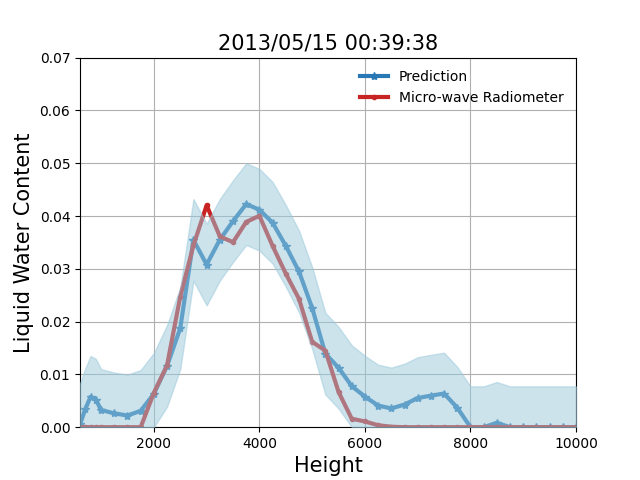 2013/05/15 00:39:38
Prediction
Micro-wave Radiometer
Liquid Water Content
0.07
0.06
0.05
0.04
0.03
0.02
0.01
0.00
2000 4000 6000 8000 10000
Height